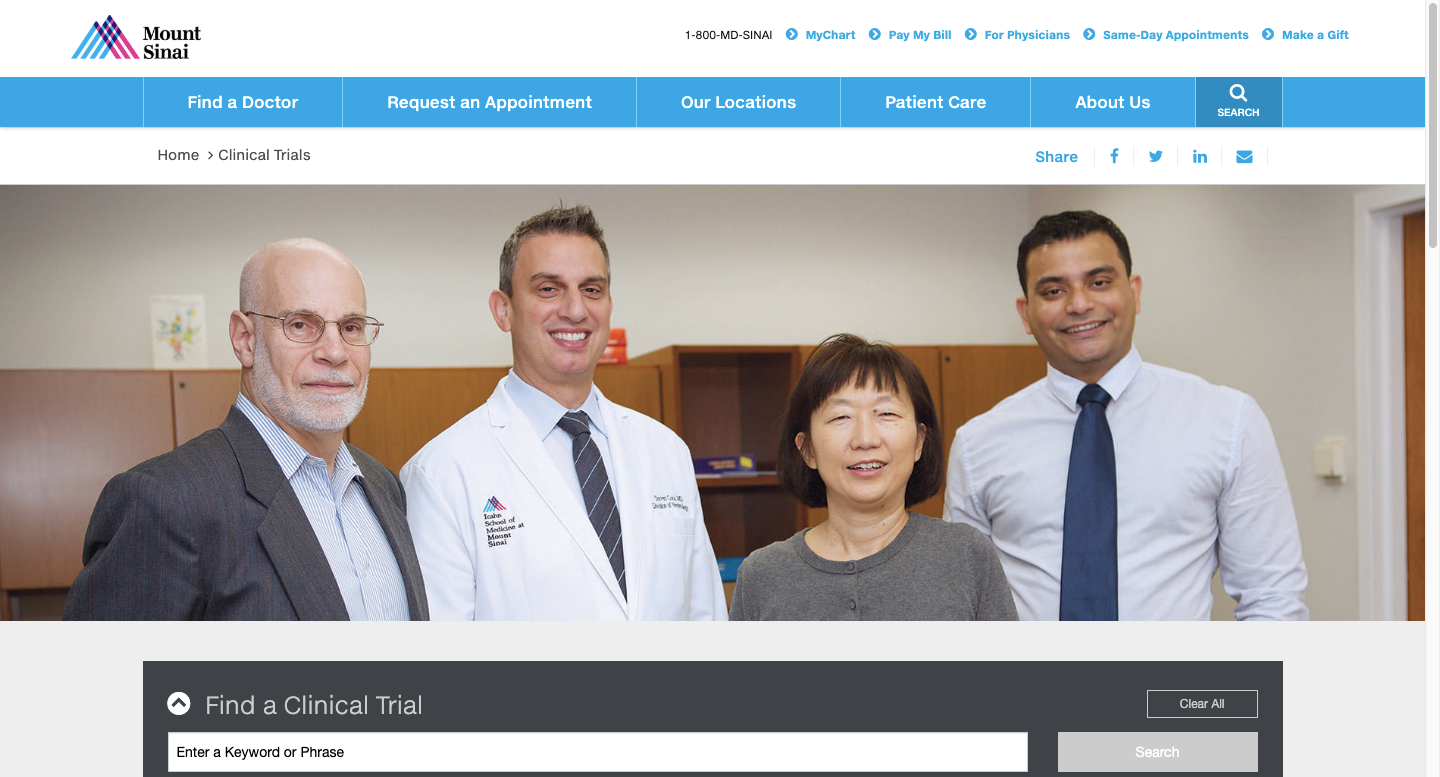 Mount
Sinai
1-800-MD-SINAI MyChart Pay My Bill For Physicians Same-Day Appointments Make a Gift
Find a Doctor Request an Appointment Our Locations Patient Care About Us SEARCH
Home > Clinical Trials Share
Icahn
School of
Medicine at
Mount
Sinai
Find a Clinical Trial Clear All
Enter a Keyword or Phrase Search